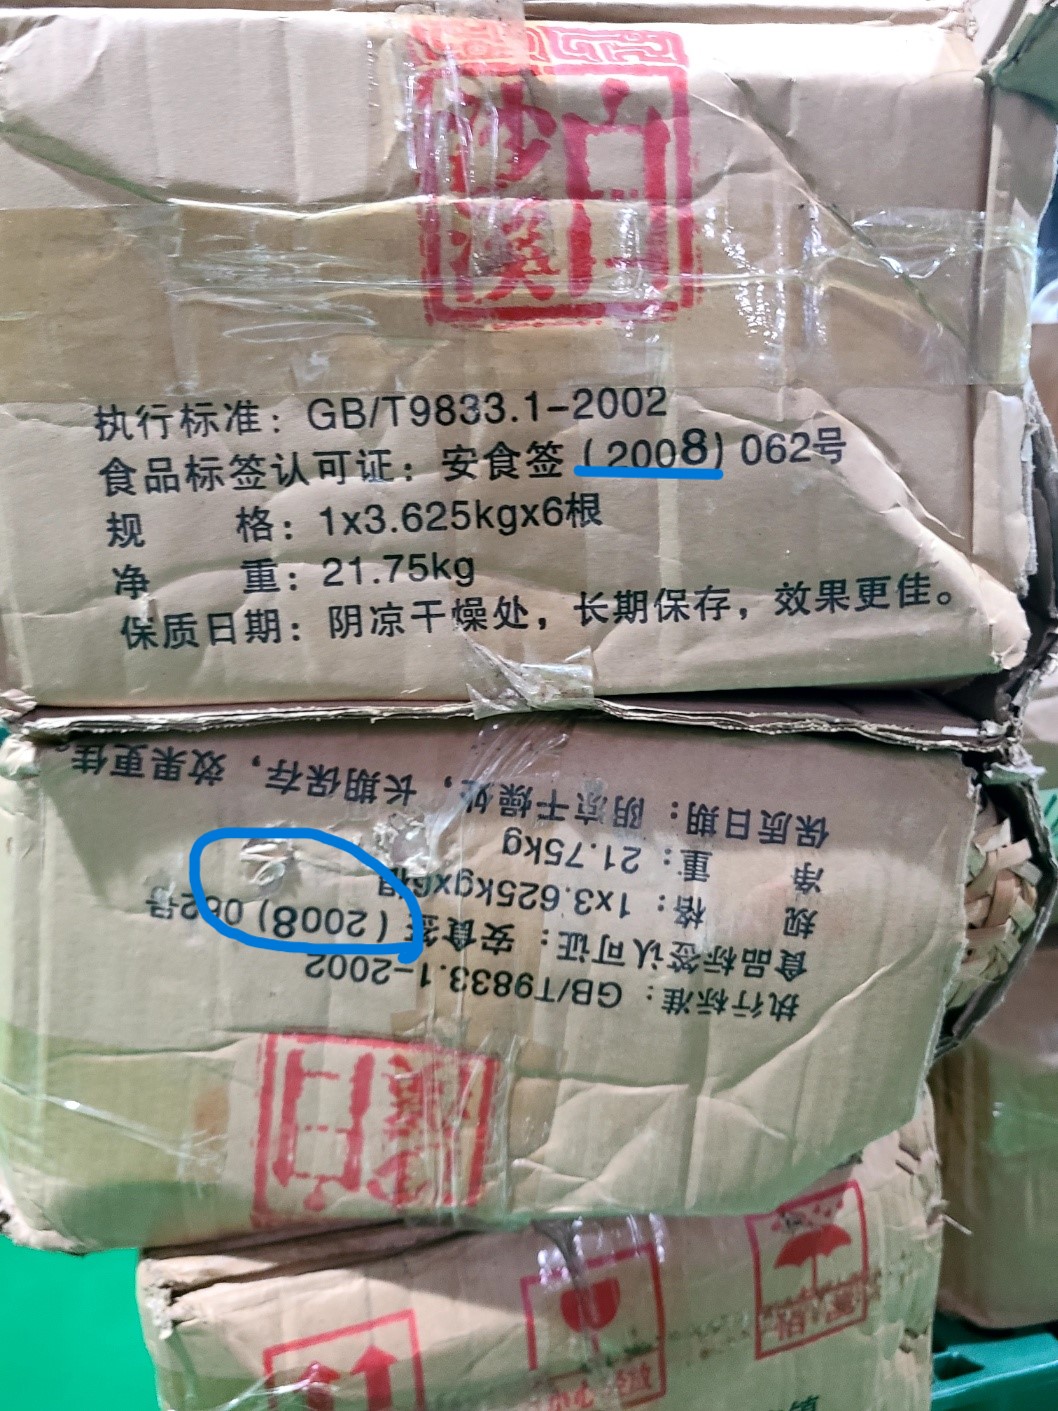 白
沙
溪
执行标准：GB/T9833.1-2002
食品标签认可证：安食签（2008）062号
规 格：1x3.625kgx6根
净 重：21.75kg
保质日期：阴凉干燥处，长期保存，效果更佳。
执行标准：GB/T9833.1-2002
食品标签认可证：安食签（2008）062号
规 格：1x3.625kgx6根
净 重：21.75kg
保质日期：阴凉干燥处，长期保存，效果更佳。
白
沙
溪